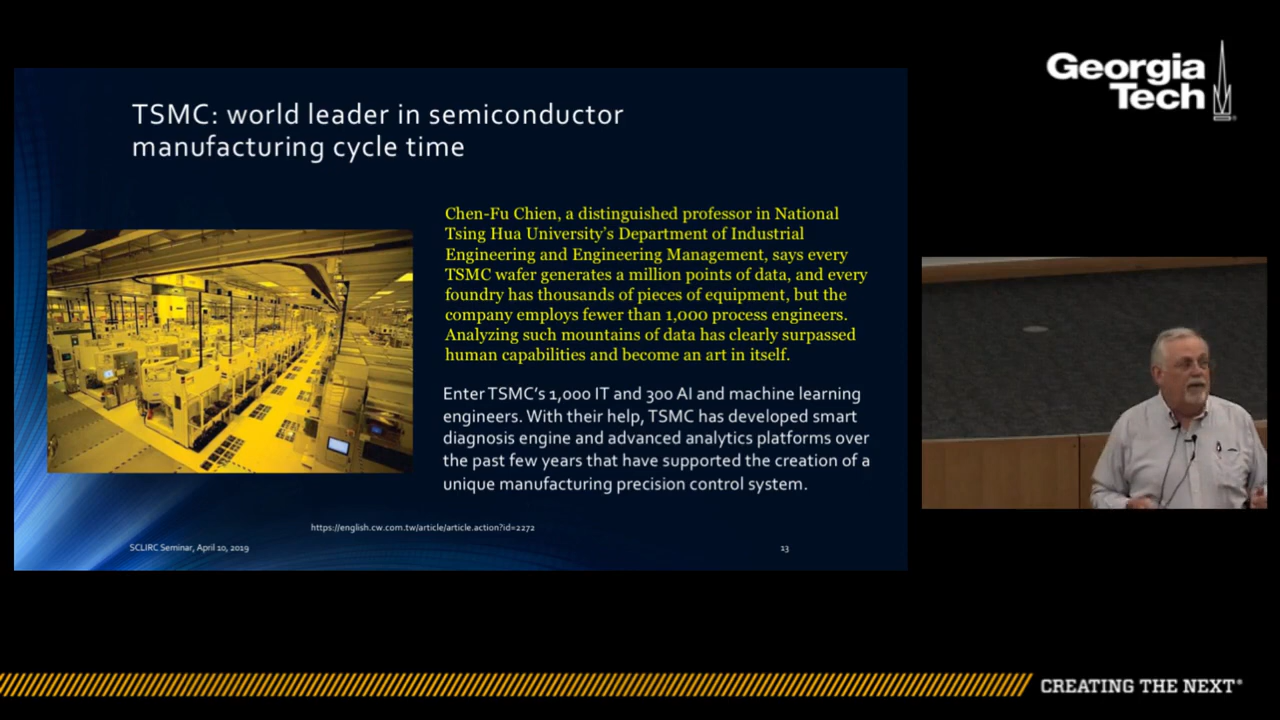 Georgia
Tech
TSMC: world leader in semiconductor
manufacturing cycle time
Chen-Fu Chien, a distinguished professor in National
Tsing Hua University's Department of Industrial
Engineering and Engineering Management, says every
TSMC wafer generates a million points of data, and every
foundry has thousands of pieces of equipment, but the
company employs fewer than 1,000 process engineers.
Analyzing such mountains of data has clearly surpassed
human capabilities and become an art in itself.
Enter TSMC's 1,000 IT and 300 AI and machine learning
engineers. With their help, TSMC has developed smart
diagnosis engine and advanced analytics platforms over
the past few years that have supported the creation of a
unique manufacturing precision control system.
https://english.cw.com.tw/article/article.action?id=2272
SCLIRC Seminar, April 10, 2019
13
CREATING THE NEXT®